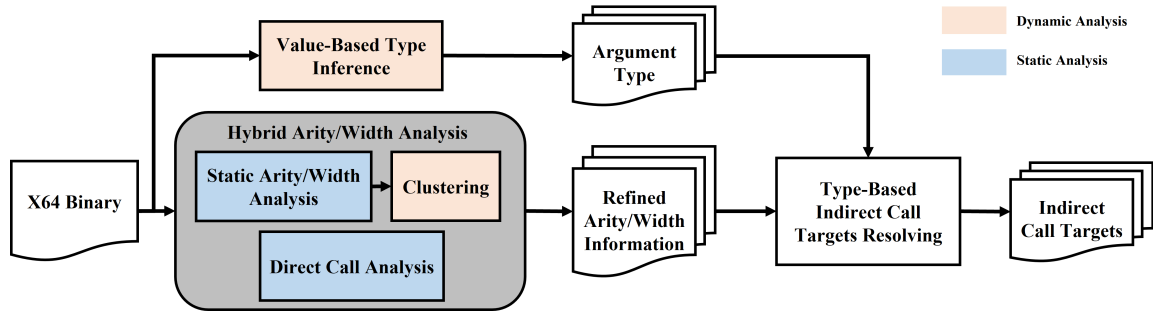 Value-Based Type
Inference
Argument
Type
Dynamic Analysis
Static Analysis
Hybrid Arity/Width Analysis
X64 Binary
Static Arity/Width
Analysis
Clustering
Direct Call Analysis
Refined
Arity/Width
Information
Type-Based
Indirect Call
Targets Resolving
Indirect
Call Targets